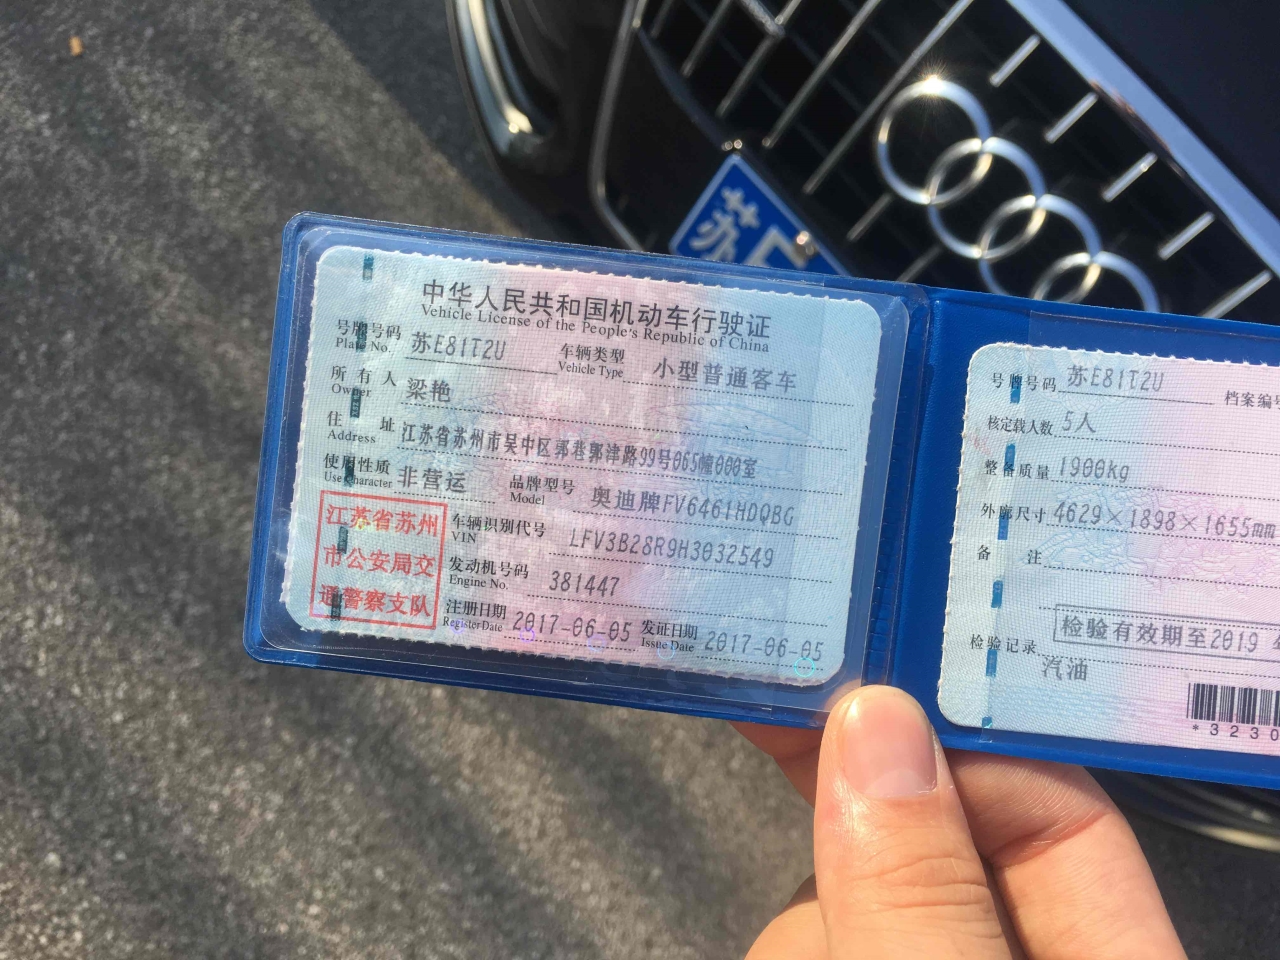 苏E
中华人民共和国机动车行驶证
Vehicle License of the People's Republic of China
号牌号码 苏E81T2U 车辆类型 小型普通客车
Plate No. Vehicle Type
所有人 梁艳
Owner
住址 江苏省苏州市吴中区郭巷郭津路99号065幢000室
Address
使用性质 非营运 品牌型号 奥迪牌FV6461HDQBG
Use Character Model
江苏省苏州
市公安局交
通警察支队
车辆识别代号 LFV3B28R9H3032549
VIN
发动机号码 381447
Engine No.
注册日期 2017-06-05 发证日期 2017-06-05
Register Date Issue Date
号牌号码 苏E81T2U 档案编号
核定载人数 5人
整备质量 1900kg
外廓尺寸 4629×1898×1655mm
备注
检验有效期至2019
检验记录
汽油
*3230